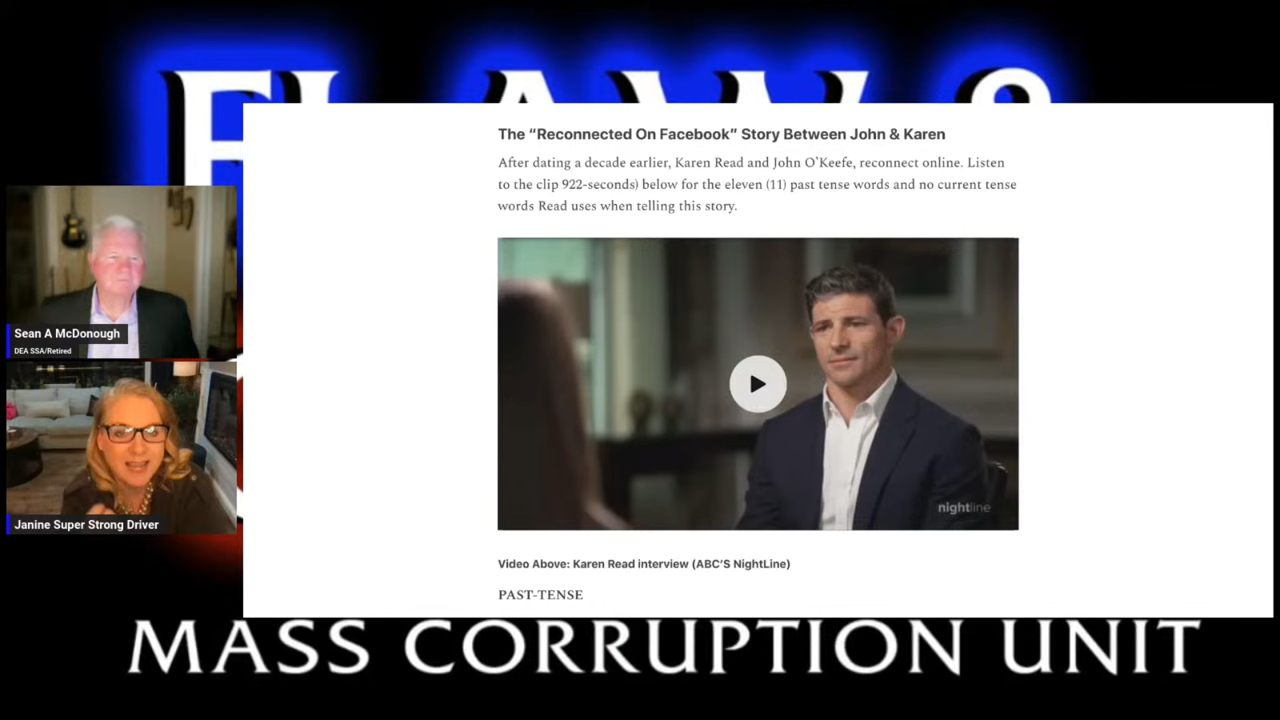 The “Reconnected On Facebook” Story Between John & Karen
After dating a decade earlier, Karen Read and John O’Keefe, reconnect online. Listen
to the clip 922-seconds) below for the eleven (11) past tense words and no current tense
words Read uses when telling this story.
Sean A McDonough
DEA SSA/Retired
Janine Super Strong Driver
nightline
Video Above: Karen Read interview (ABC’S NightLine)
PAST-TENSE
MASS CORRUPTION UNIT